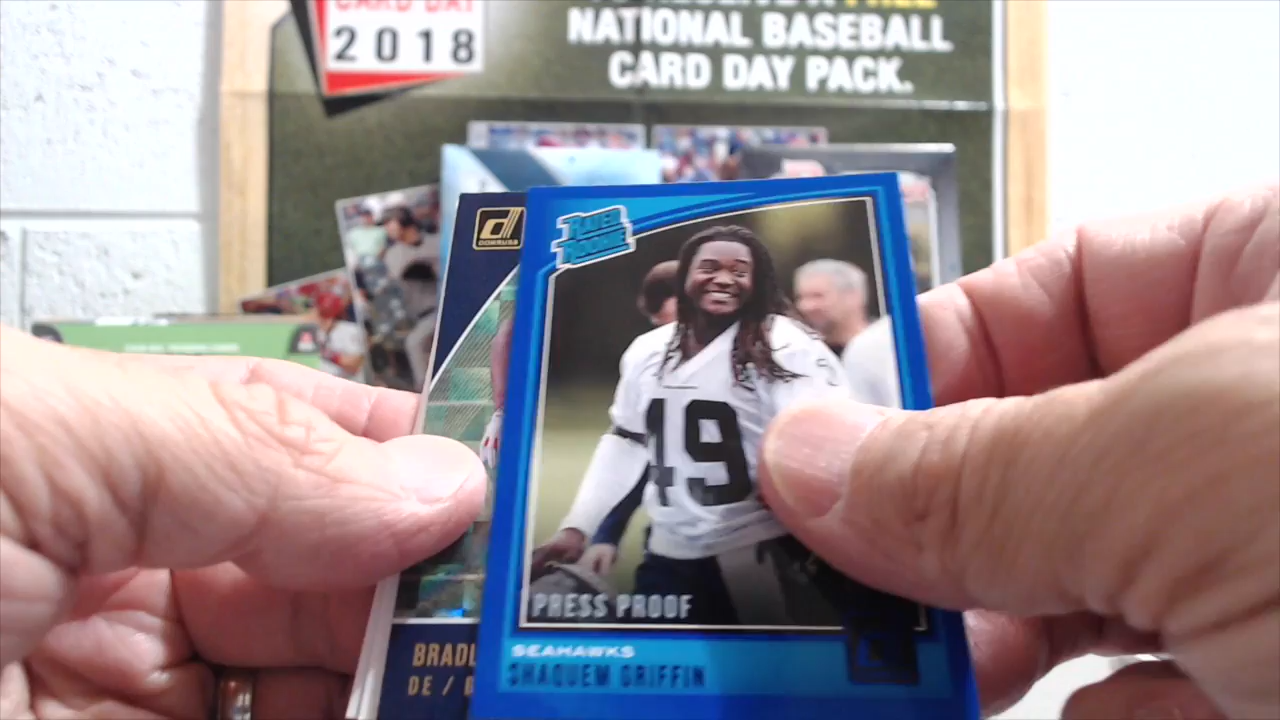 CARD DAY
2018
NATIONAL BASEBALL
CARD DAY PACK.
DONRUSS
RATED
ROOKIE
49
PRESS PROOF
SEAHAWKS
SHAQUEM GRIFFIN
BRADL
DE /